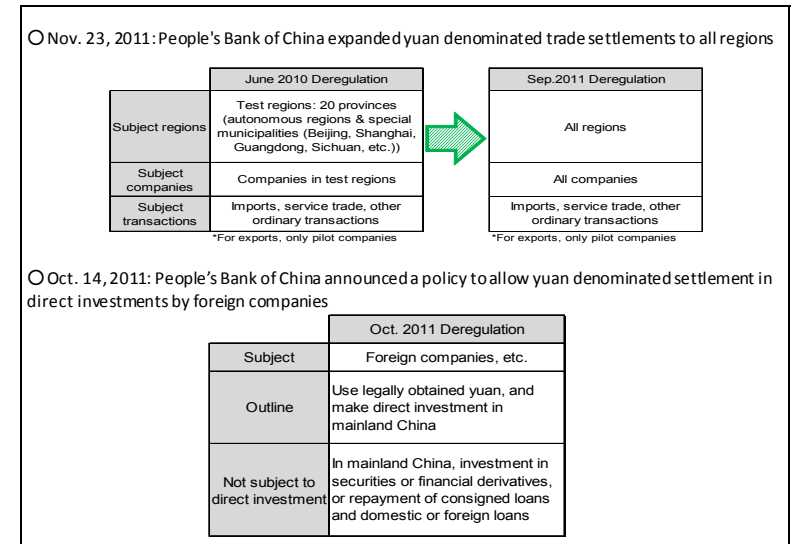 ○ Nov. 23, 2011: People's Bank of China expanded yuan denominated trade settlements to all regions
June 2010 Deregulation
Sep.2011 Deregulation
Subject regions
Test regions: 20 provinces
(autonomous regions & special
municipalities (Beijing, Shanghai,
Guangdong, Sichuan, etc.))
All regions
Subject
companies
Companies in test regions
All companies
Subject
transactions
Imports, service trade, other
ordinary transactions
Imports, service trade, other
ordinary transactions
*For exports, only pilot companies
*For exports, only pilot companies
○ Oct. 14, 2011: People’s Bank of China announced a policy to allow yuan denominated settlement in
direct investments by foreign companies
Oct. 2011 Deregulation
Subject
Foreign companies, etc.
Outline
Use legally obtained yuan, and
make direct investment in
mainland China
Not subject to
direct investment
In mainland China, investment in
securities or financial derivatives,
or repayment of consigned loans
and domestic or foreign loans